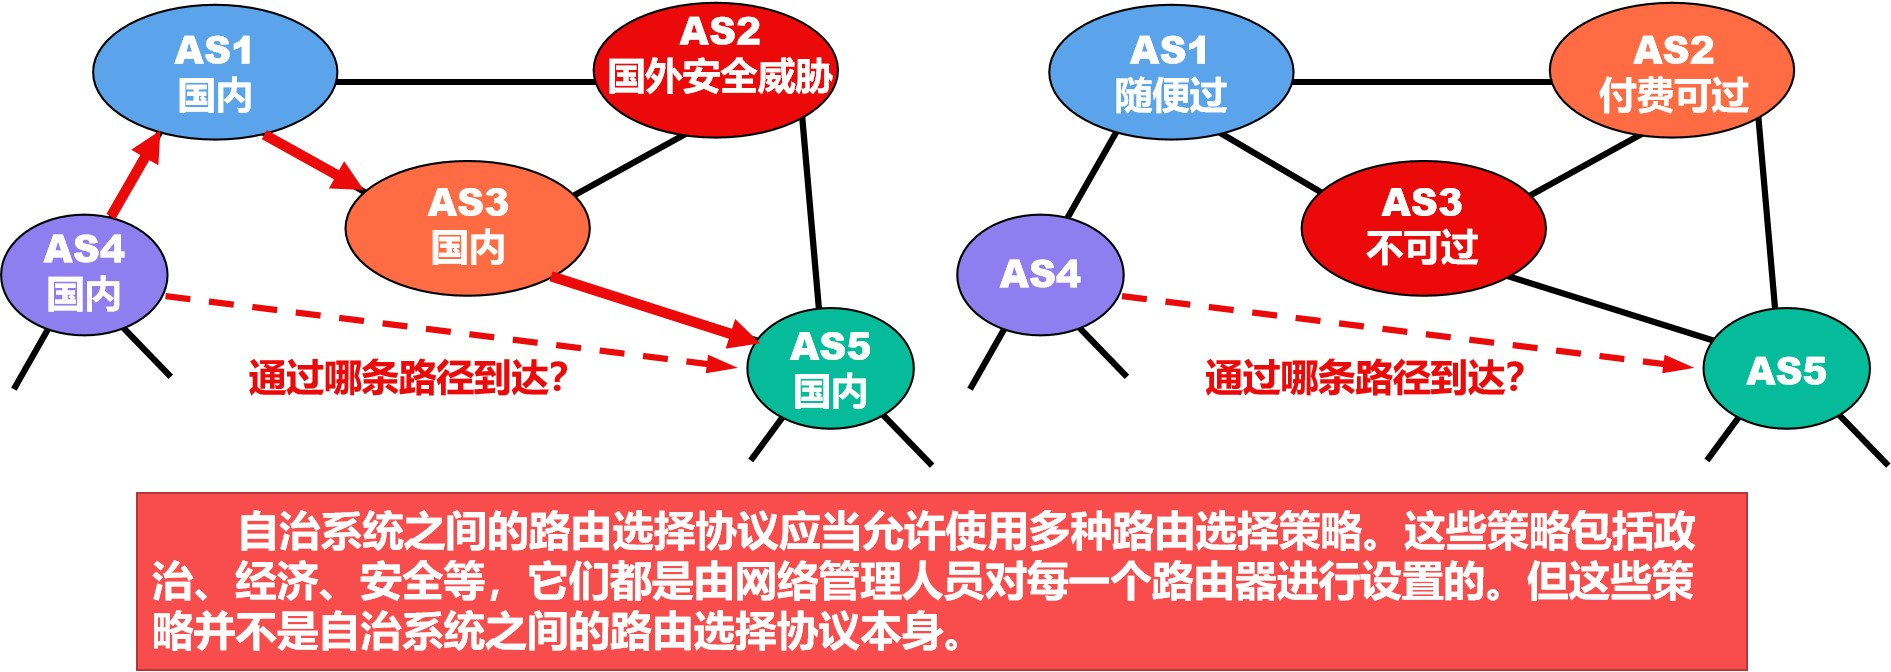 AS1
国内
AS2
国外安全威胁
AS3
国内
AS4
国内
AS5
国内
通过哪条路径到达？
AS1
随便过
AS2
付费可过
AS3
不可过
AS4
AS5
通过哪条路径到达？
自治系统之间的路由选择协议应当允许使用多种路由选择策略。这些策略包括政
治、经济、安全等，它们都是由网络管理人员对每一个路由器进行设置的。但这些策
略并不是自治系统之间的路由选择协议本身。